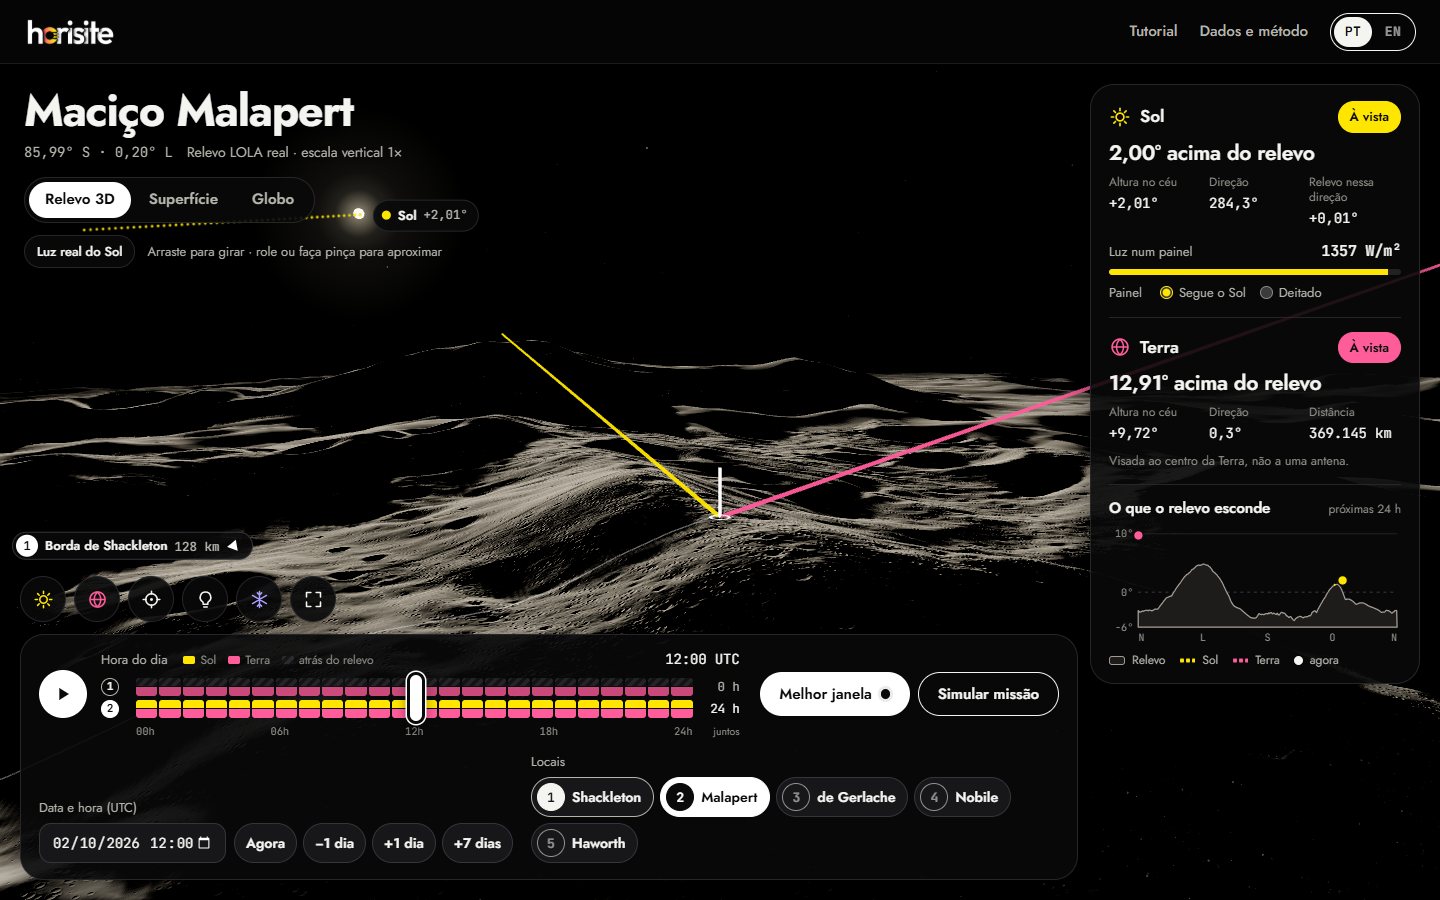 horisite
Tutorial
Dados e método
PT
EN
Maciço Malapert
85,99° S · 0,20° L Relevo LOLA real · escala vertical 1×
Relevo 3D
Superfície
Globo
Sol +2,01°
Luz real do Sol
Arraste para girar · role ou faça pinça para aproximar
1 Borda de Shackleton 128 km
Sol
À vista
2,00° acima do relevo
Altura no céu
+2,01°
Direção
284,3°
Relevo nessa
direção
+0,01°
Luz num painel
1357 W/m²
Painel
Segue o Sol
Deitado
Terra
À vista
12,91° acima do relevo
Altura no céu
+9,72°
Direção
0,3°
Distância
369.145 km
Visada ao centro da Terra, não a uma antena.
O que o relevo esconde
próximas 24 h
10°
0°
-6°
N L S O N
Relevo
Sol
Terra
agora
Hora do dia
Sol
Terra
atrás do relevo
12:00 UTC
1
0 h
2
24 h
00h 06h 12h 18h 24h juntos
Melhor janela
Simular missão
Data e hora (UTC)
02/10/2026 12:00
Agora
−1 dia
+1 dia
+7 dias
Locais
1 Shackleton
2 Malapert
3 de Gerlache
4 Nobile
5 Haworth